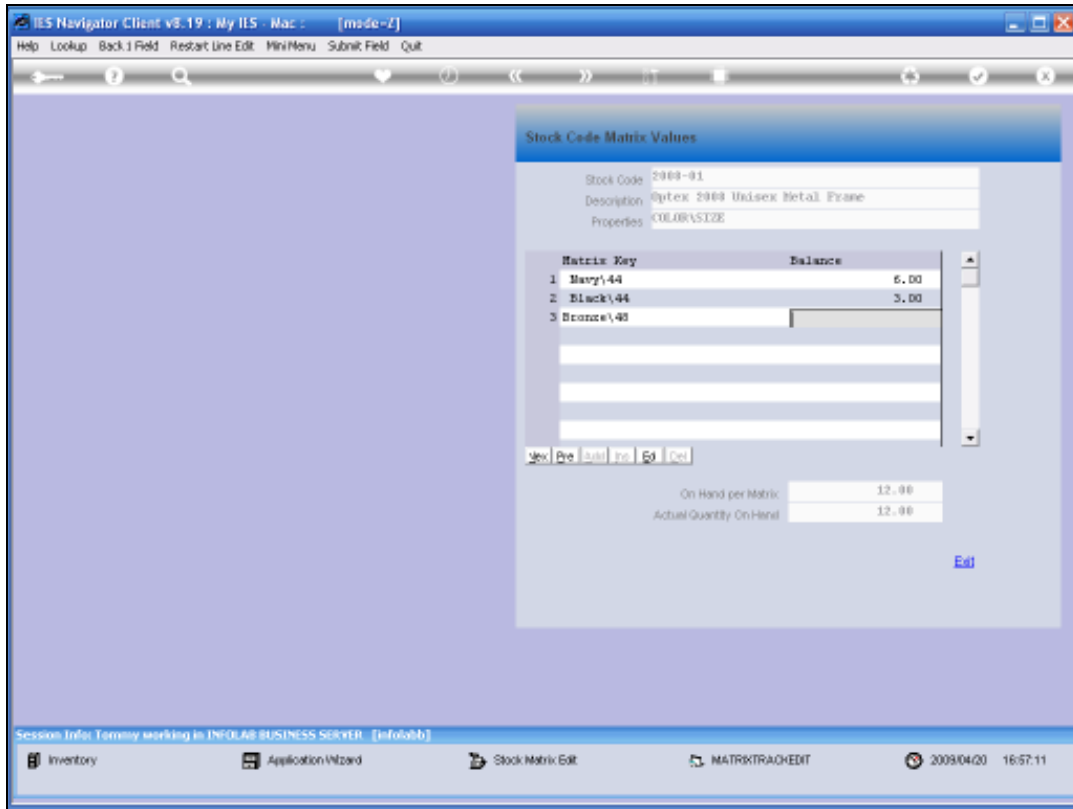 IES Navigator Client v8.19 : My IES - Mac : [mode=Z]
Help Lookup Back 1 Field Restart Line Edit Mini Menu Submit Field Quit
Stock Code Matrix Values
Stock Code 2000-01
Description Optex 2000 Unisex Metal Frame
Properties COLOR\SIZE
Matrix Key Balance
1 Navy\44 6.00
2 Black\44 3.00
3 Bronze\48
Nex Pre Add Ins Ed Del
On Hand per Matrix 12.00
Actual Quantity On Hand 12.00
Exit
Session Info: Tommy working in INFOLAB BUSINESS SERVER [infolabb]
Inventory Application Wizard Stock Matrix Edit MATRIXTRACKEDIT 2009/04/20 16:57:11